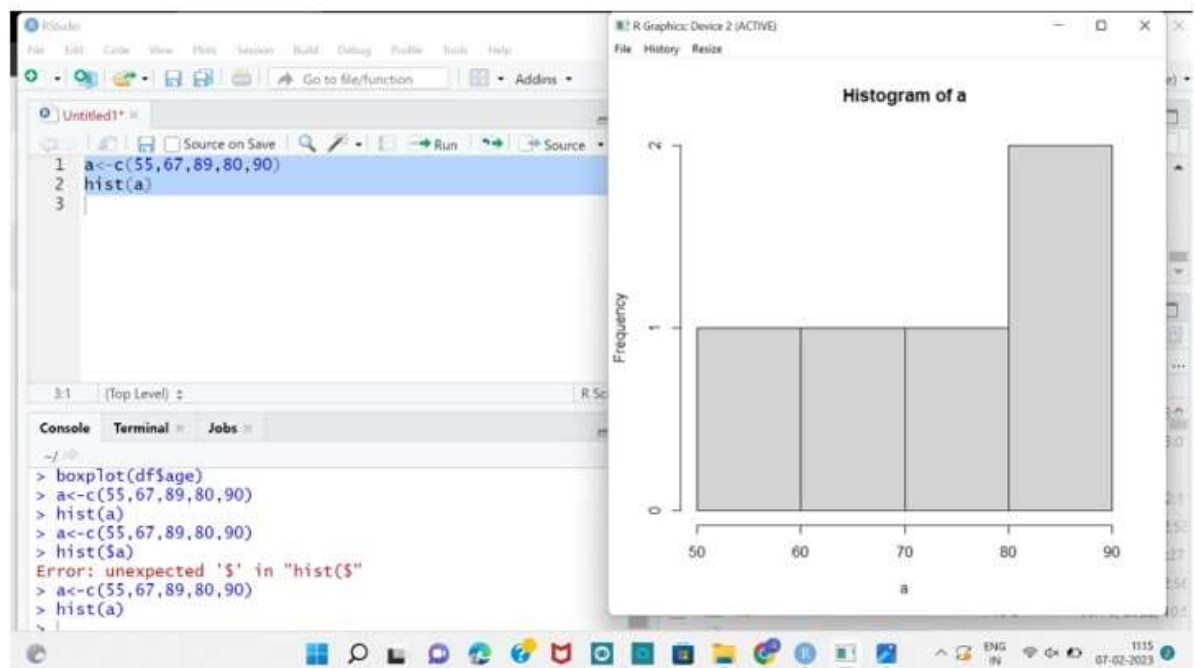 RStudio
File Edit Code View Plots Session Build Debug Profile Tools Help
Go to file/function
Addins
Untitled1*
Source on Save
Run
Source
1 a<-c(55,67,89,80,90)
2 hist(a)
3
3:1 (Top Level)
R Sc
Console Terminal Jobs
~/
> boxplot(df$age)
> a<-c(55,67,89,80,90)
> hist(a)
> a<-c(55,67,89,80,90)
> hist($a)
Error: unexpected '$' in "hist($"
> a<-c(55,67,89,80,90)
> hist(a)
>
R Graphics: Device 2 (ACTIVE)
File History Resize
Histogram of a
Frequency
2
1
0
50 60 70 80 90
a
ENG
IN
1115
07-02-2023